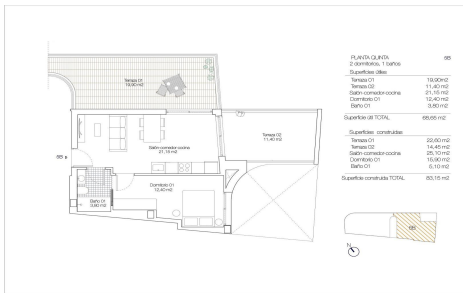 Terraza 01
19,90 m2
Salón-comedor-cocina
21,15 m2
Terraza 02
11,40 m2
5B
Dormitorio 01
12,40 m2
Baño 01
3,80 m2
PLANTA QUINTA 5B
2 dormitorios, 1 baños
Superficies útiles
Terraza 01 19,90m2
Terraza 02 11,40 m2
Salón-comedor-cocina 21,15 m2
Dormitorio 01 12,40 m2
Baño 01 3,80 m2
Superficie útil TOTAL 68,65 m2
Superficies construidas
Terraza 01 22,60 m2
Terraza 02 14,45 m2
Salón-comedor-cocina 25,10 m2
Dormitorio 01 15,90 m2
Baño 01 5,10 m2
Superficie construida TOTAL 83,15 m2
5B
N